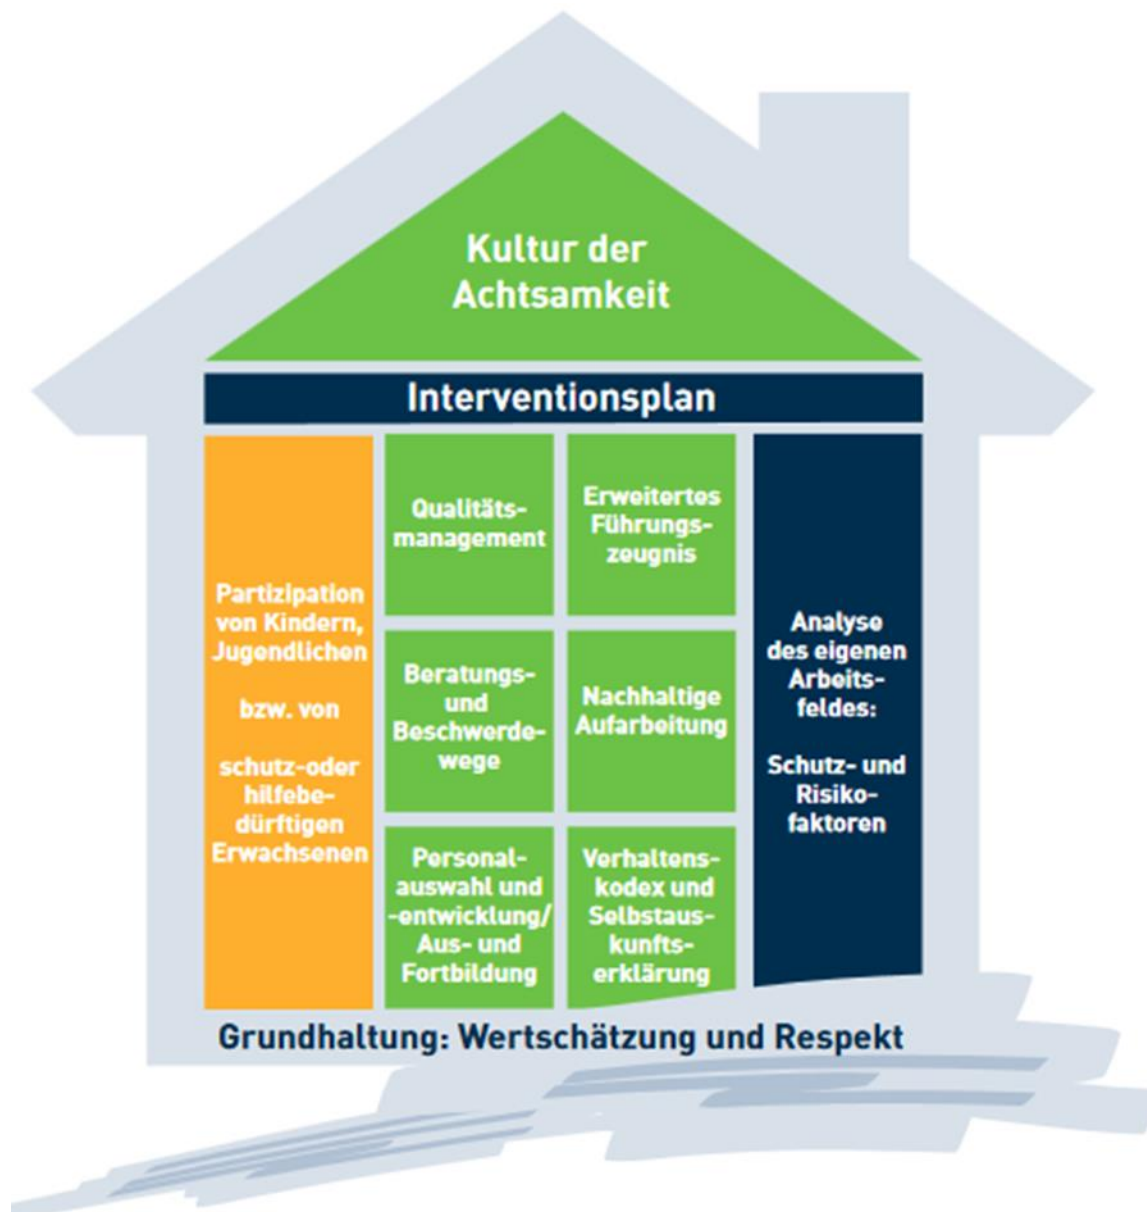 Kultur der
Achtsamkeit
Interventionsplan
Partizipation
von Kindern,
Jugendlichen
bzw. von
schutz-oder
hilfebe-
dürftigen
Erwachsenen
Qualitäts-
management
Erweitertes
Führungs-
zeugnis
Beratungs-
und
Beschwerde-
wege
Nachhaltige
Aufarbeitung
Personal-
auswahl und
-entwicklung/
Aus- und
Fortbildung
Verhaltens-
kodex und
Selbstaus-
kunfts-
erklärung
Analyse
des eigenen
Arbeits-
feldes:
Schutz- und
Risiko-
faktoren
Grundhaltung: Wertschätzung und Respekt